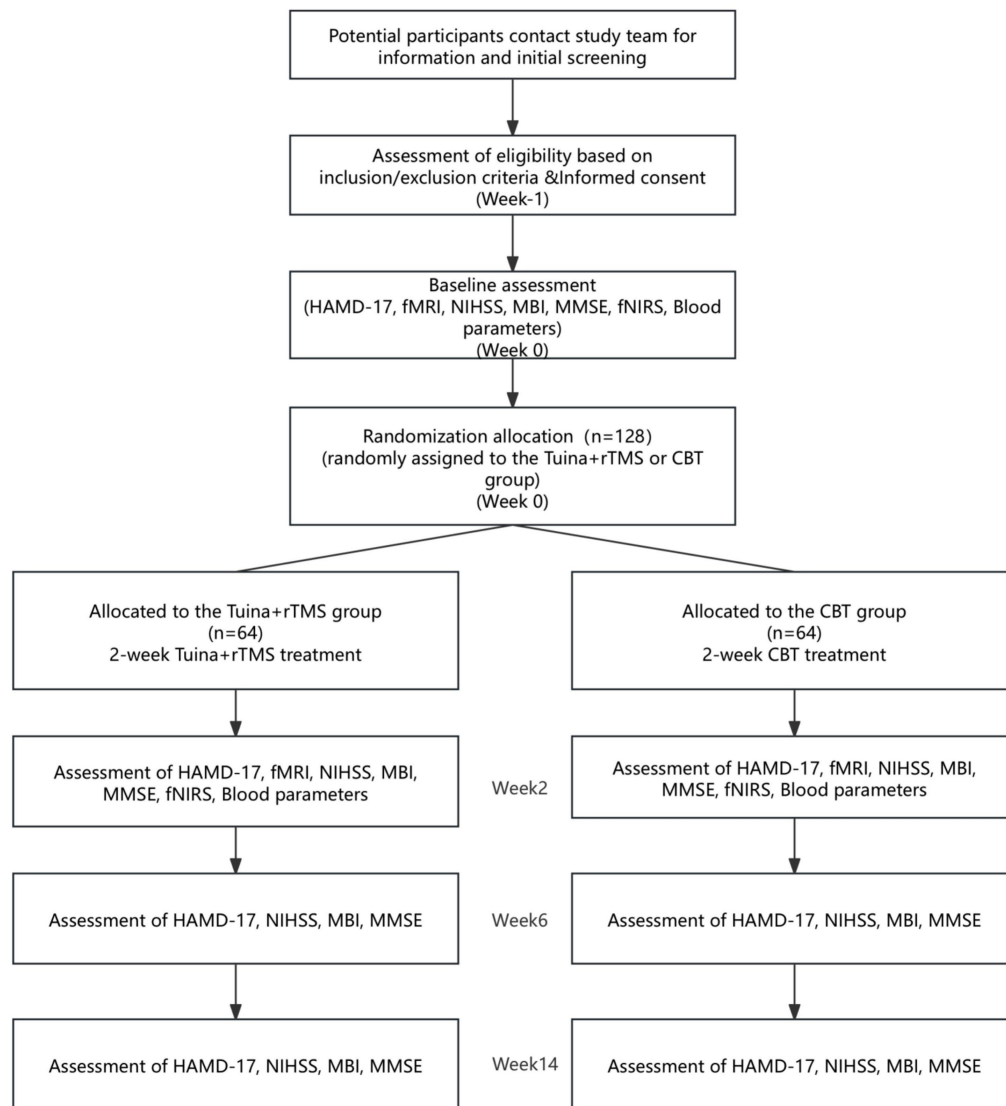 Potential participants contact study team for
information and initial screening
Assessment of eligibility based on
inclusion/exclusion criteria &Informed consent
(Week-1)
Baseline assessment
(HAMD-17, fMRI, NIHSS, MBI, MMSE, fNIRS, Blood
parameters)
(Week 0)
Randomization allocation (n=128)
(randomly assigned to the Tuina+rTMS or CBT
group)
(Week 0)
Allocated to the Tuina+rTMS group
(n=64)
2-week Tuina+rTMS treatment
Allocated to the CBT group
(n=64)
2-week CBT treatment
Assessment of HAMD-17, fMRI, NIHSS, MBI,
MMSE, fNIRS, Blood parameters
Week2
Assessment of HAMD-17, fMRI, NIHSS, MBI,
MMSE, fNIRS, Blood parameters
Assessment of HAMD-17, NIHSS, MBI, MMSE
Week6
Assessment of HAMD-17, NIHSS, MBI, MMSE
Assessment of HAMD-17, NIHSS, MBI, MMSE
Week14
Assessment of HAMD-17, NIHSS, MBI, MMSE